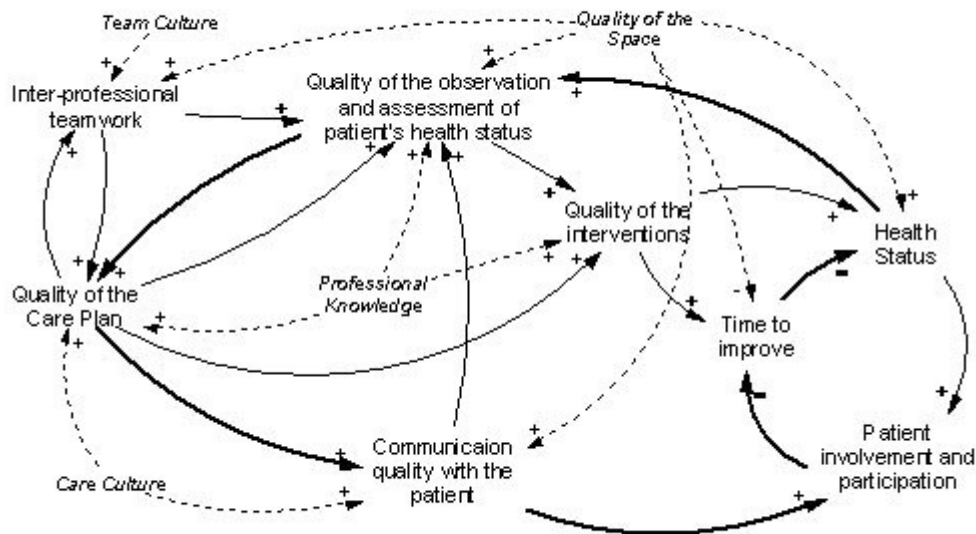 Team Culture
Quality of the
Space
Inter-professional
teamwork
Quality of the observation
and assessment of
patient's health status
Quality of the
interventions
Health
Status
Professional
Knowledge
Quality of the
Care Plan
Time to
improve
Communicaion
quality with the
patient
Patient
involvement and
participation
Care Culture